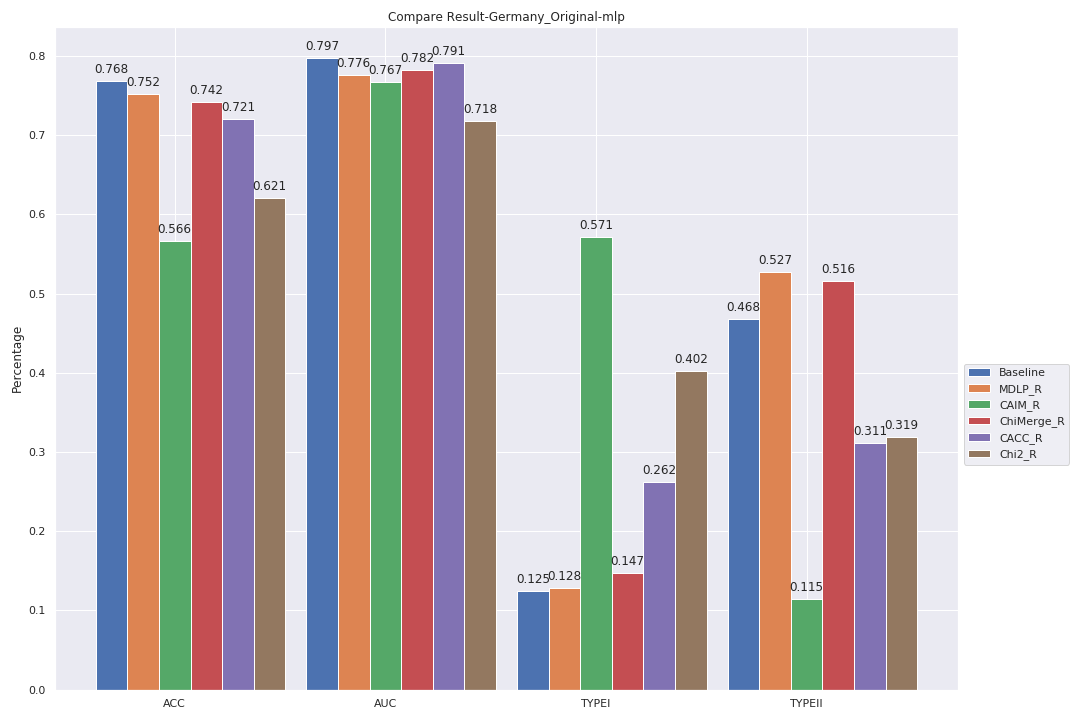 Compare Result-Germany_Original-mlp
Percentage
0.8
0.7
0.6
0.5
0.4
0.3
0.2
0.1
0.0
0.768
0.752
0.566
0.742
0.721
0.621
0.797
0.776
0.767
0.782
0.791
0.718
0.125
0.128
0.571
0.147
0.262
0.402
0.468
0.527
0.115
0.516
0.311
0.319
ACC
AUC
TYPEI
TYPEII
Baseline
MDLP_R
CAIM_R
ChiMerge_R
CACC_R
Chi2_R